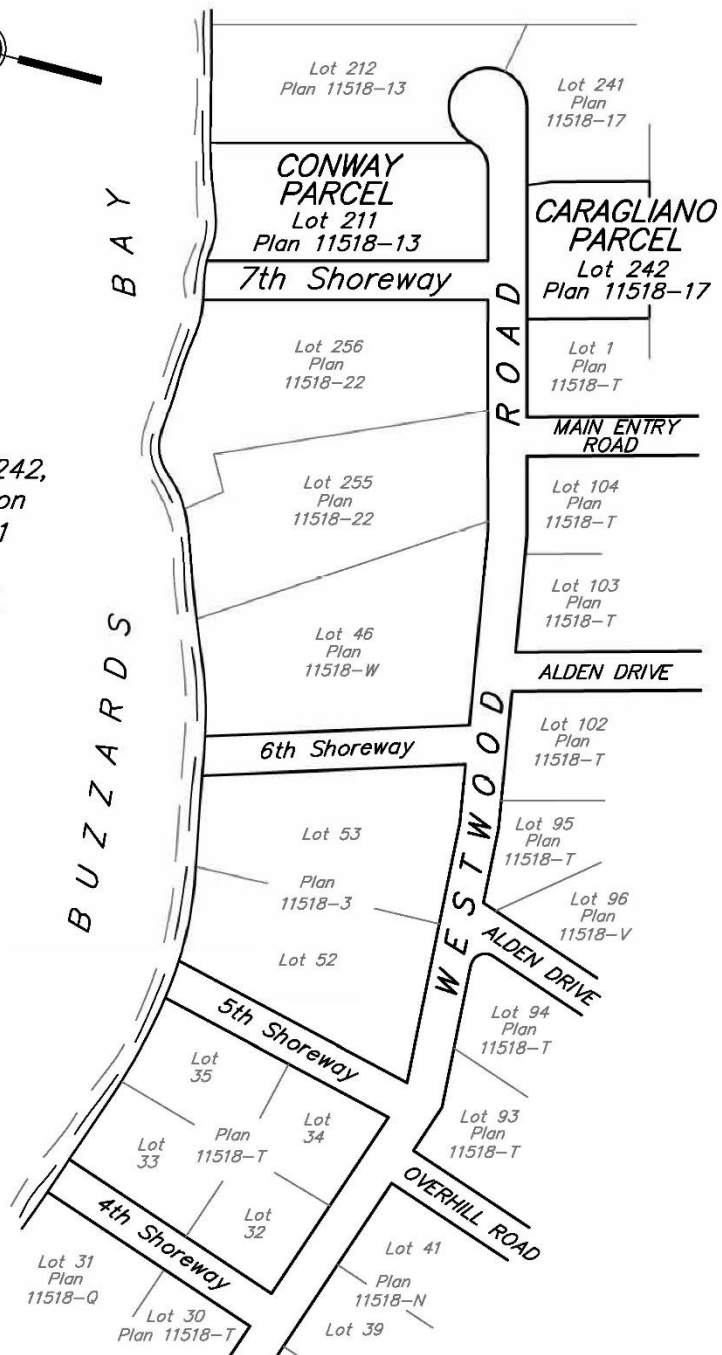 Lot 212
Plan 11518-13
Lot 241
Plan
11518-17
CONWAY
PARCEL
Lot 211
Plan 11518-13
CARAGLIANO
PARCEL
Lot 242
Plan 11518-17
7th Shoreway
BUZZARDS BAY
WESTWOOD ROAD
Lot 256
Plan
11518-22
Lot 1
Plan
11518-T
MAIN ENTRY
ROAD
242,
on
1
Lot 255
Plan
11518-22
Lot 104
Plan
11518-T
Lot 103
Plan
11518-T
Lot 46
Plan
11518-W
ALDEN DRIVE
6th Shoreway
Lot 102
Plan
11518-T
Lot 53
Plan
11518-3
Lot 52
Lot 95
Plan
11518-T
Lot 96
Plan
11518-V
ALDEN DRIVE
5th Shoreway
Lot 94
Plan
11518-T
Lot
35
Lot
34
Plan
11518-T
Lot
33
Lot
32
Lot 93
Plan
11518-T
OVERHILL ROAD
4th Shoreway
Lot 31
Plan
11518-Q
Lot 30
Plan 11518-T
Lot 41
Plan
11518-N
Lot 39